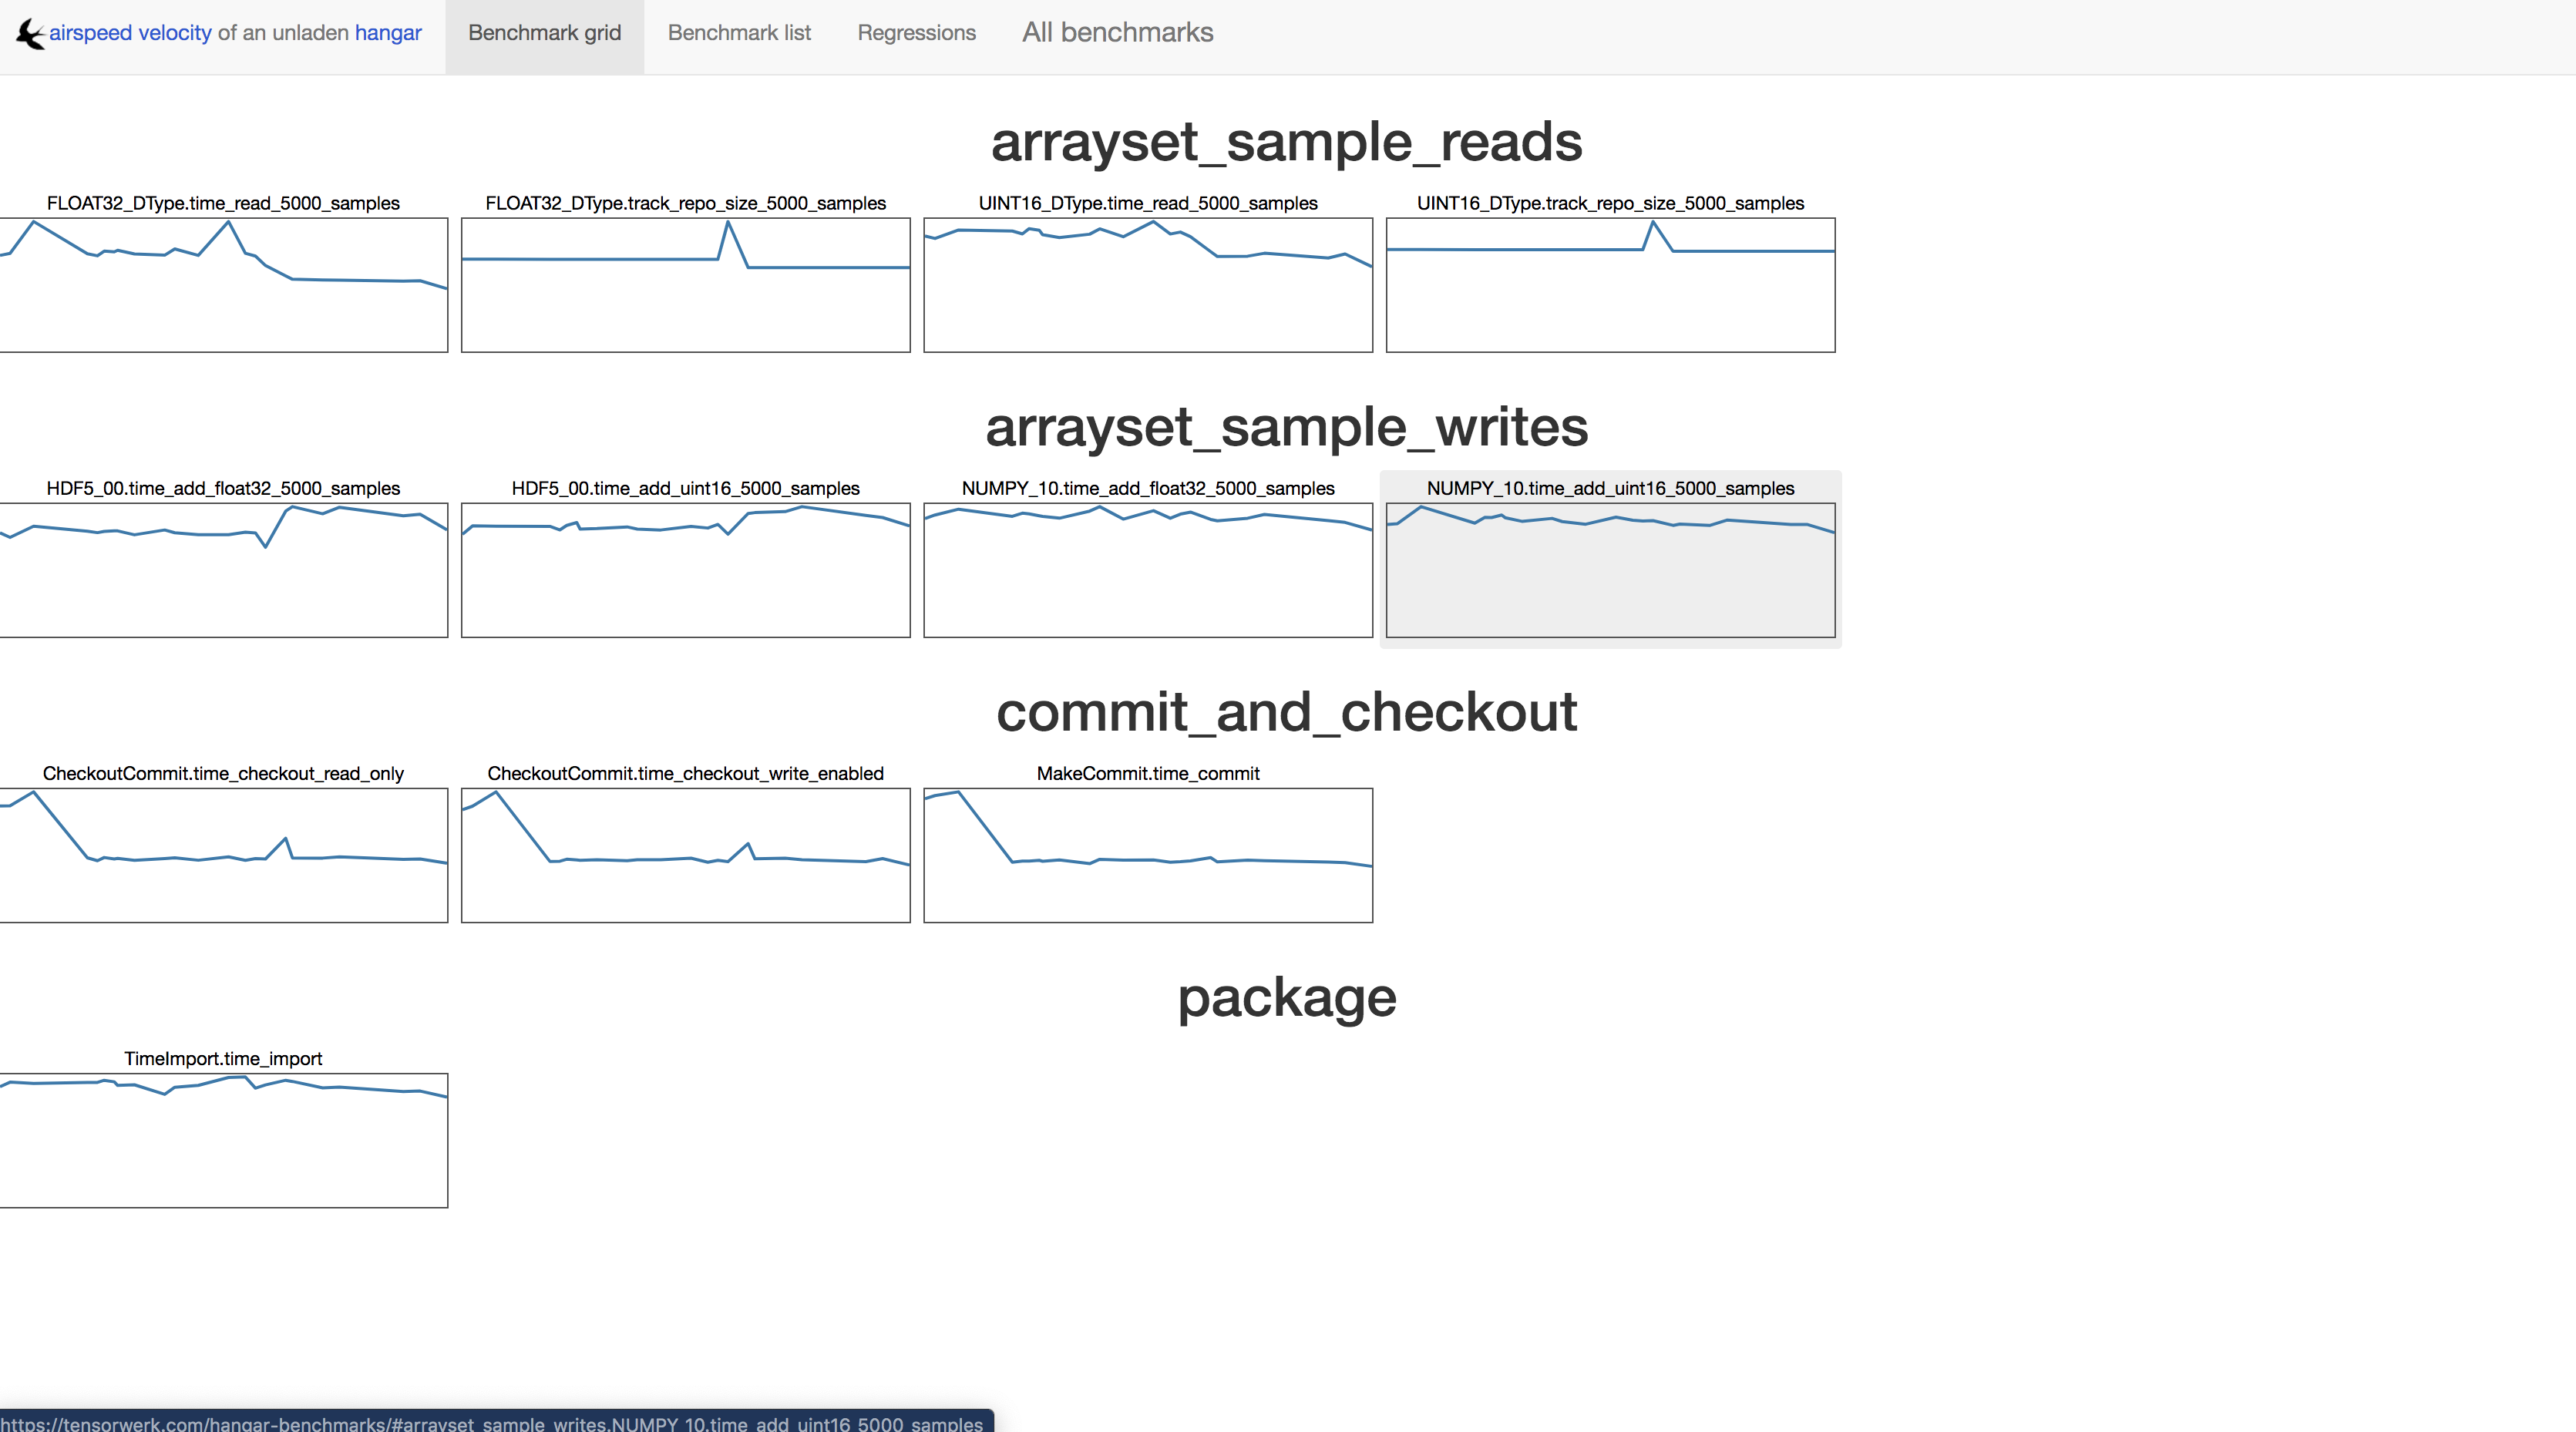 airspeed velocity of an unladen hangar Benchmark grid Benchmark list Regressions All benchmarks
arrayset_sample_reads
FLOAT32_DType.time_read_5000_samples FLOAT32_DType.track_repo_size_5000_samples UINT16_DType.time_read_5000_samples UINT16_DType.track_repo_size_5000_samples
arrayset_sample_writes
HDF5_00.time_add_float32_5000_samples HDF5_00.time_add_uint16_5000_samples NUMPY_10.time_add_float32_5000_samples NUMPY_10.time_add_uint16_5000_samples
commit_and_checkout
CheckoutCommit.time_checkout_read_only CheckoutCommit.time_checkout_write_enabled MakeCommit.time_commit
package
TimeImport.time_import
https://tensorwerk.com/hangar-benchmarks/#arrayset_sample_writes.NUMPY_10.time_add_uint16_5000_samples